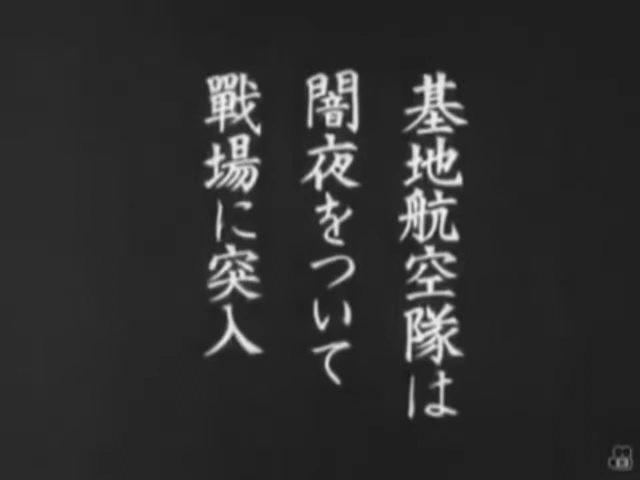 基地航空隊は
闇夜をついて
戰場に突入